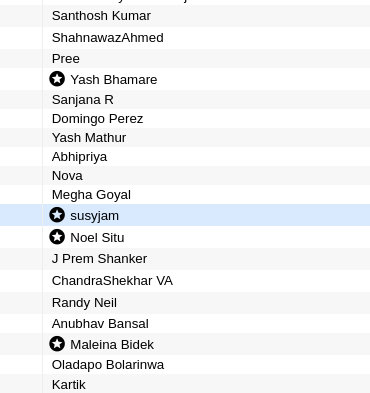 Santhosh Kumar
ShahnawazAhmed
Pree
Yash Bhamare
Sanjana R
Domingo Perez
Yash Mathur
Abhipriya
Nova
Megha Goyal
susyjam
Noel Situ
J Prem Shanker
ChandraShekhar VA
Randy Neil
Anubhav Bansal
Maleina Bidek
Oladapo Bolarinwa
Kartik